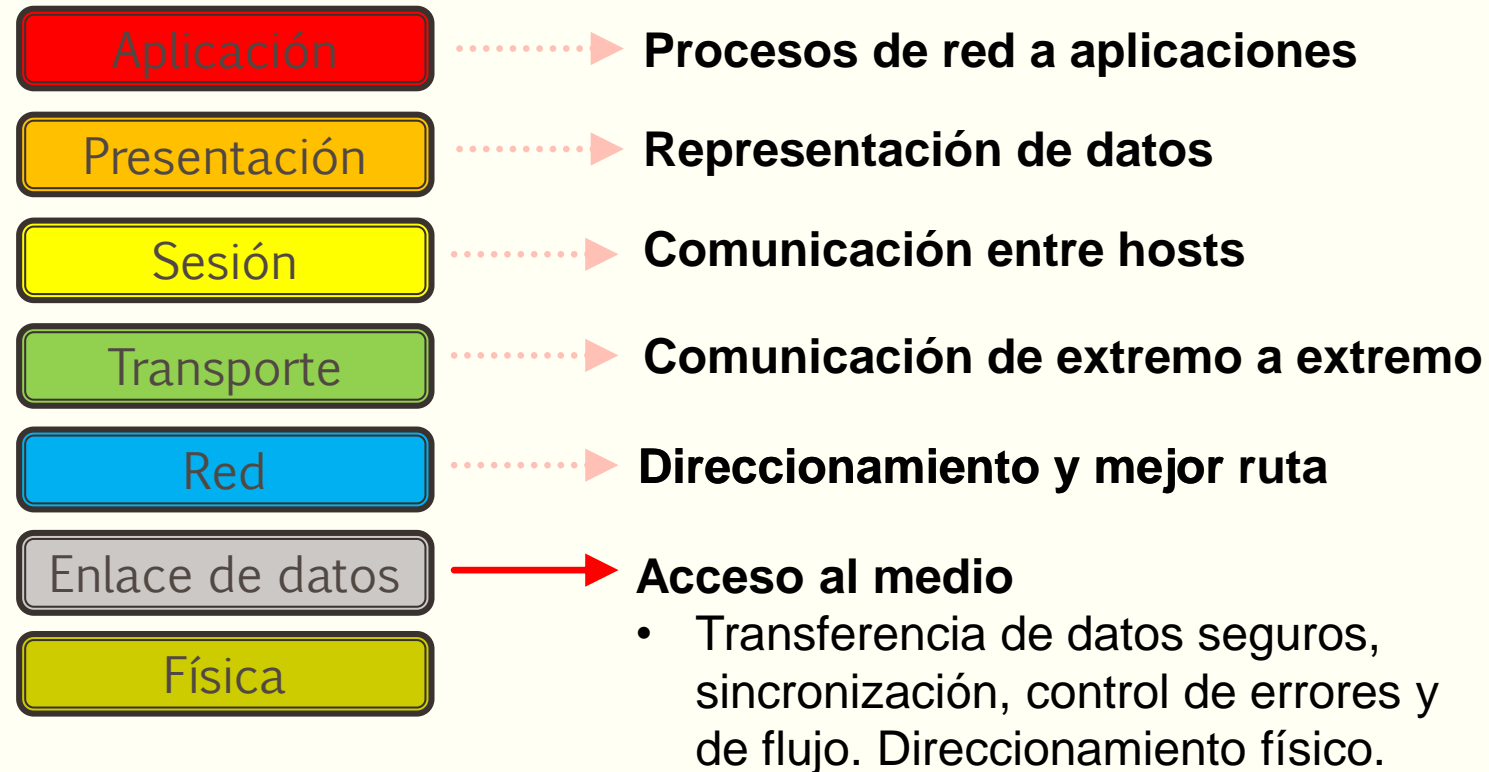 Aplicación
Procesos de red a aplicaciones
Presentación
Representación de datos
Sesión
Comunicación entre hosts
Transporte
Comunicación de extremo a extremo
Red
Direccionamiento y mejor ruta
Enlace de datos
Acceso al medio
Física
• Transferencia de datos seguros,
sincronización, control de errores y
de flujo. Direccionamiento físico.